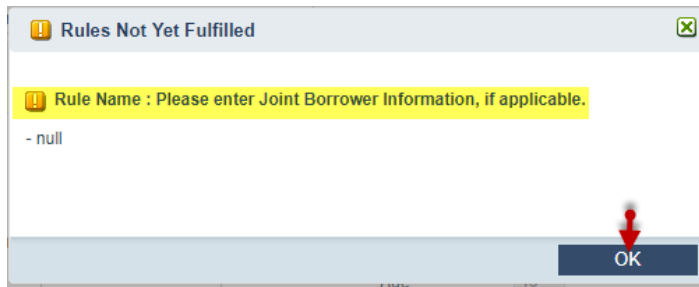 Rules Not Yet Fulfilled
Rule Name : Please enter Joint Borrower Information, if applicable.
- null
OK